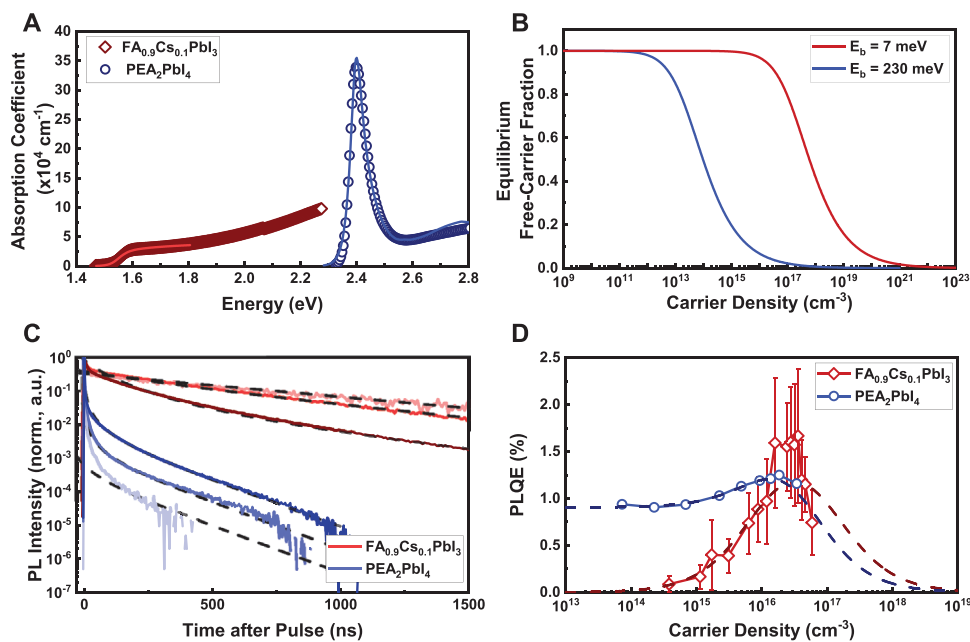 A
Absorption Coefficient
(x10⁴ cm⁻¹)
40
35
30
25
20
15
10
5
0
FA₀.₉Cs₀.₁PbI₃
PEA₂PbI₄
1.4 1.6 1.8 2.0 2.2 2.4 2.6 2.8
Energy (eV)
B
Equilibrium
Free-Carrier Fraction
1.0
0.8
0.6
0.4
0.2
0.0
E_b = 7 meV
E_b = 230 meV
10⁹ 10¹¹ 10¹³ 10¹⁵ 10¹⁷ 10¹⁹ 10²¹ 10²³
Carrier Density (cm⁻³)
C
PL Intensity (norm., a.u.)
10⁰
10⁻¹
10⁻²
10⁻³
10⁻⁴
10⁻⁵
10⁻⁶
10⁻⁷
FA₀.₉Cs₀.₁PbI₃
PEA₂PbI₄
0 500 1000 1500
Time after Pulse (ns)
D
PLQE (%)
2.5
2.0
1.5
1.0
0.5
0.0
FA₀.₉Cs₀.₁PbI₃
PEA₂PbI₄
10¹³ 10¹⁴ 10¹⁵ 10¹⁶ 10¹⁷ 10¹⁸ 10¹⁹
Carrier Density (cm⁻³)